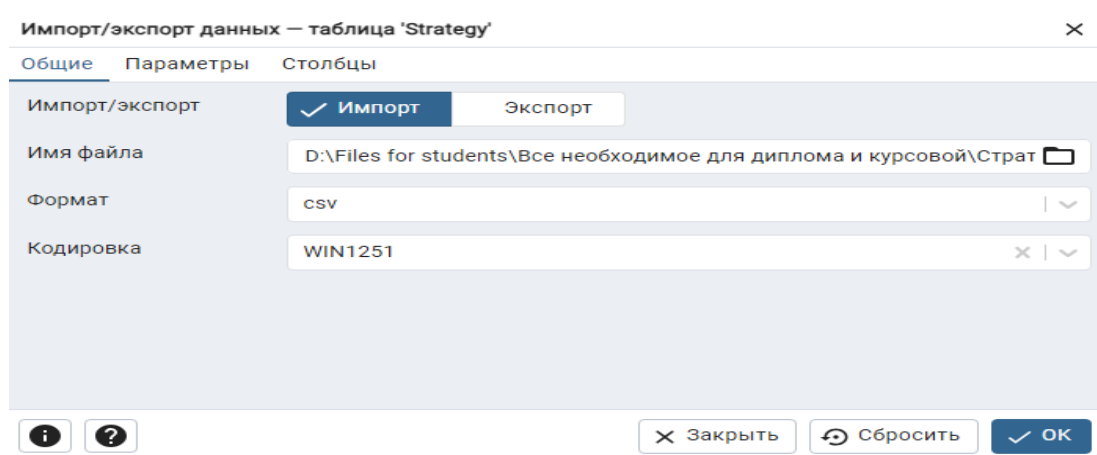 Импорт/экспорт данных — таблица 'Strategy'
Общие Параметры Столбцы
Импорт/экспорт Импорт Экспорт
Имя файла D:\Files for students\Все необходимое для диплома и курсовой\Страт
Формат csv
Кодировка WIN1251
Закрыть Сбросить ОК